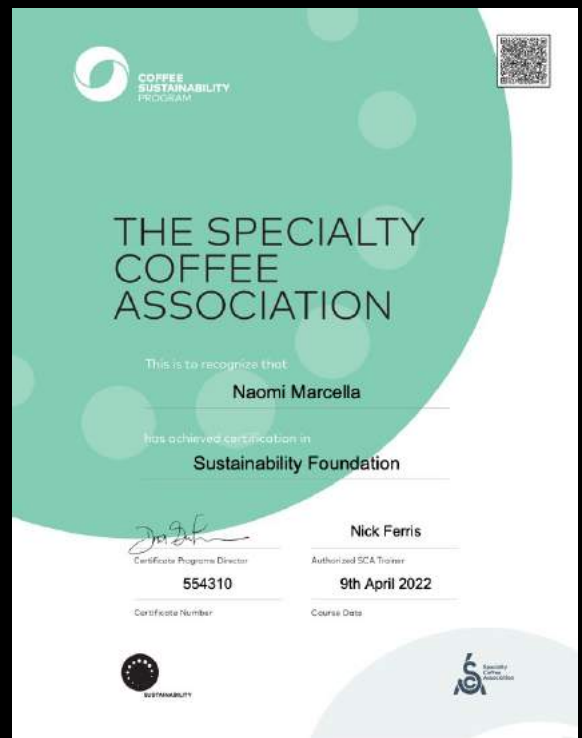 COFFEE
SUSTAINABILITY
PROGRAM
THE SPECIALTY
COFFEE
ASSOCIATION
This is to recognize that
Naomi Marcella
has achieved certification in
Sustainability Foundation
Nick Ferris
Certificate Programs Director
Authorized SCA Trainer
554310
9th April 2022
Certificate Number
Course Date
SUSTAINABILITY
Specialty
Coffee
Association